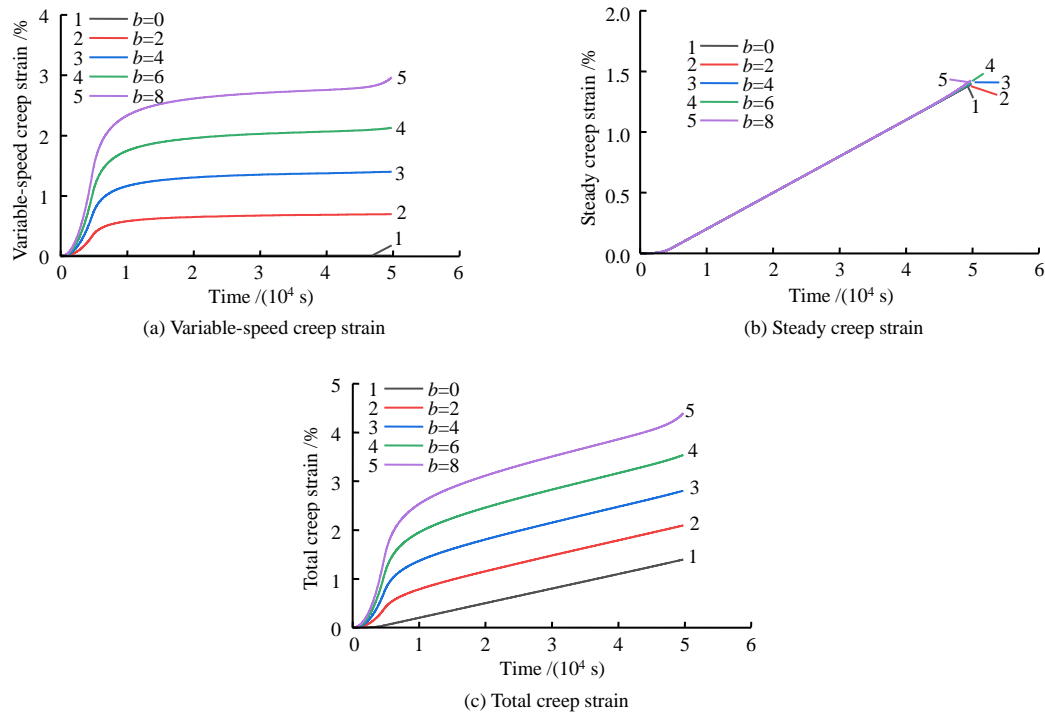 4
3
2
1
0
Variable-speed creep strain /%
1 b=0
2 b=2
3 b=4
4 b=6
5 b=8
5
4
3
2
1
0 1 2 3 4 5 6
Time /(10⁴ s)
(a) Variable-speed creep strain
2.0
1.5
1.0
0.5
0.0
Steady creep strain /%
1 b=0
2 b=2
3 b=4
4 b=6
5 b=8
4
5
3
2
1
0 1 2 3 4 5 6
Time /(10⁴ s)
(b) Steady creep strain
5
4
3
2
1
0
Total creep strain /%
1 b=0
2 b=2
3 b=4
4 b=6
5 b=8
5
4
3
2
1
0 1 2 3 4 5 6
Time /(10⁴ s)
(c) Total creep strain